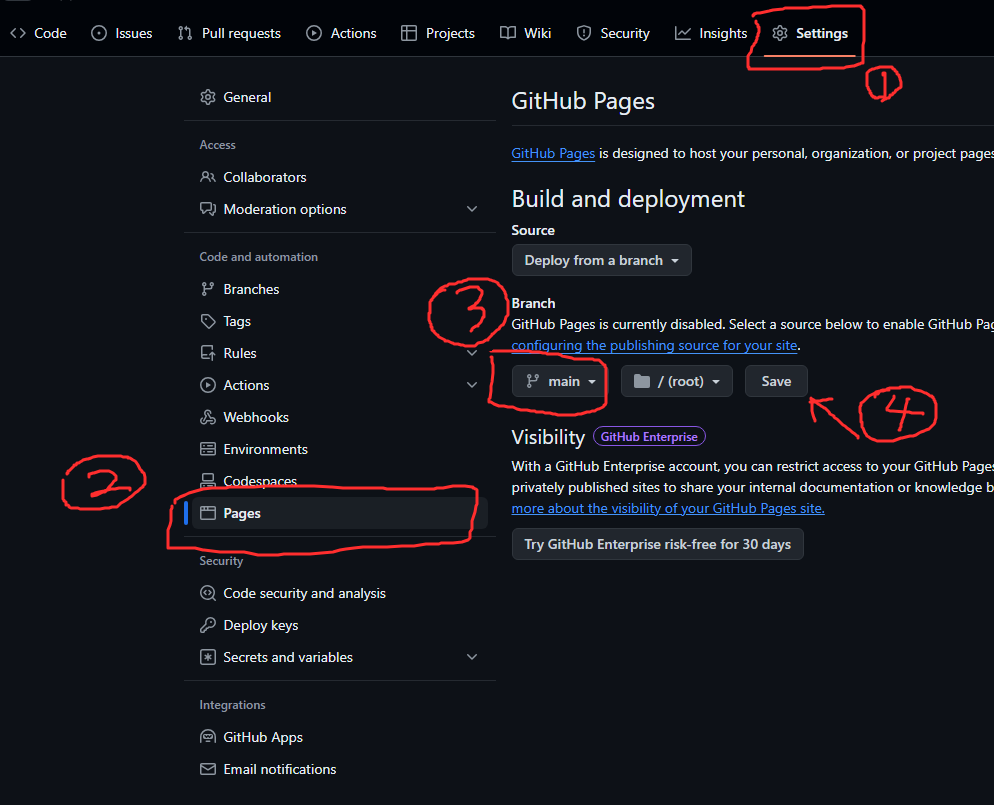 Code Issues Pull requests Actions Projects Wiki Security Insights Settings
1
General
Access
Collaborators
Moderation options
Code and automation
Branches
Tags
Rules
Actions
Webhooks
Environments
Codespaces
2
Pages
Security
Code security and analysis
Deploy keys
Secrets and variables
Integrations
GitHub Apps
Email notifications
GitHub Pages
GitHub Pages is designed to host your personal, organization, or project pages
Build and deployment
Source
Deploy from a branch
3
Branch
GitHub Pages is currently disabled. Select a source below to enable GitHub Pag
configuring the publishing source for your site.
main / (root) Save
4
Visibility GitHub Enterprise
With a GitHub Enterprise account, you can restrict access to your GitHub Pages
privately published sites to share your internal documentation or knowledge b
more about the visibility of your GitHub Pages site.
Try GitHub Enterprise risk-free for 30 days